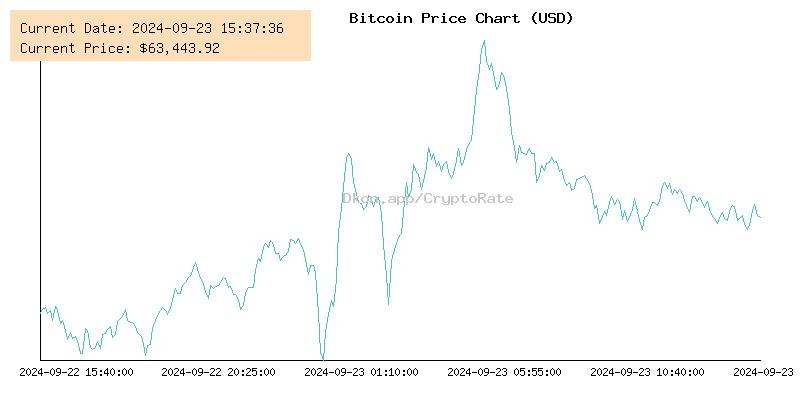 Bitcoin Price Chart (USD)
Current Date: 2024-09-23 15:37:36
Current Price: $63,443.92
Dkon.app/CryptoRate
2024-09-22 15:40:00 2024-09-22 20:25:00 2024-09-23 01:10:00 2024-09-23 05:55:00 2024-09-23 10:40:00 2024-09-23